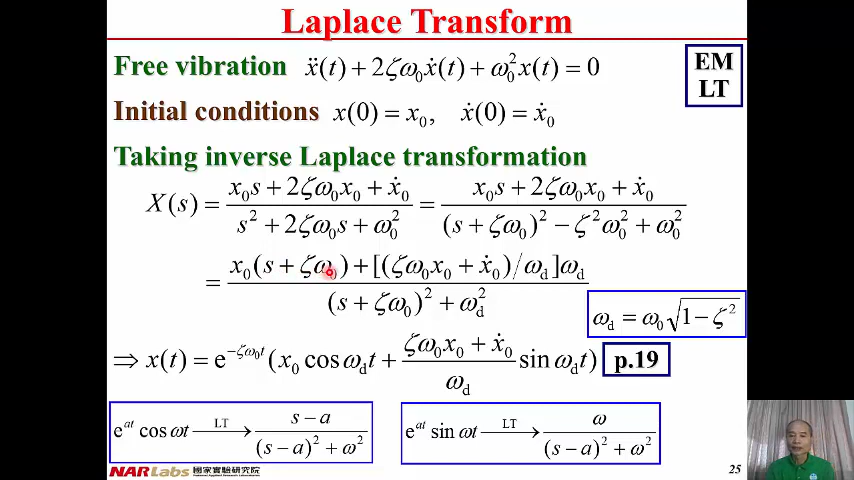 Laplace Transform
Free vibration ẍ(t) + 2ζω₀ẋ(t) + ω₀²x(t) = 0
EM
LT
Initial conditions x(0) = x₀, ẋ(0) = ẋ₀
Taking inverse Laplace transformation
X(s) = (x₀s + 2ζω₀x₀ + ẋ₀)/(s² + 2ζω₀s + ω₀²) = (x₀s + 2ζω₀x₀ + ẋ₀)/((s + ζω₀)² − ζ²ω₀² + ω₀²)
= (x₀(s + ζω₀) + [(ζω₀x₀ + ẋ₀)/ω_d]ω_d)/((s + ζω₀)² + ω_d²)
ω_d = ω₀√(1 − ζ²)
⇒ x(t) = e^(−ζω₀t)(x₀ cos ω_d t + (ζω₀x₀ + ẋ₀)/ω_d sin ω_d t) p.19
e^(at) cos ωt —LT→ (s − a)/((s − a)² + ω²)
e^(at) sin ωt —LT→ ω/((s − a)² + ω²)
NARLabs 國家實驗研究院
25